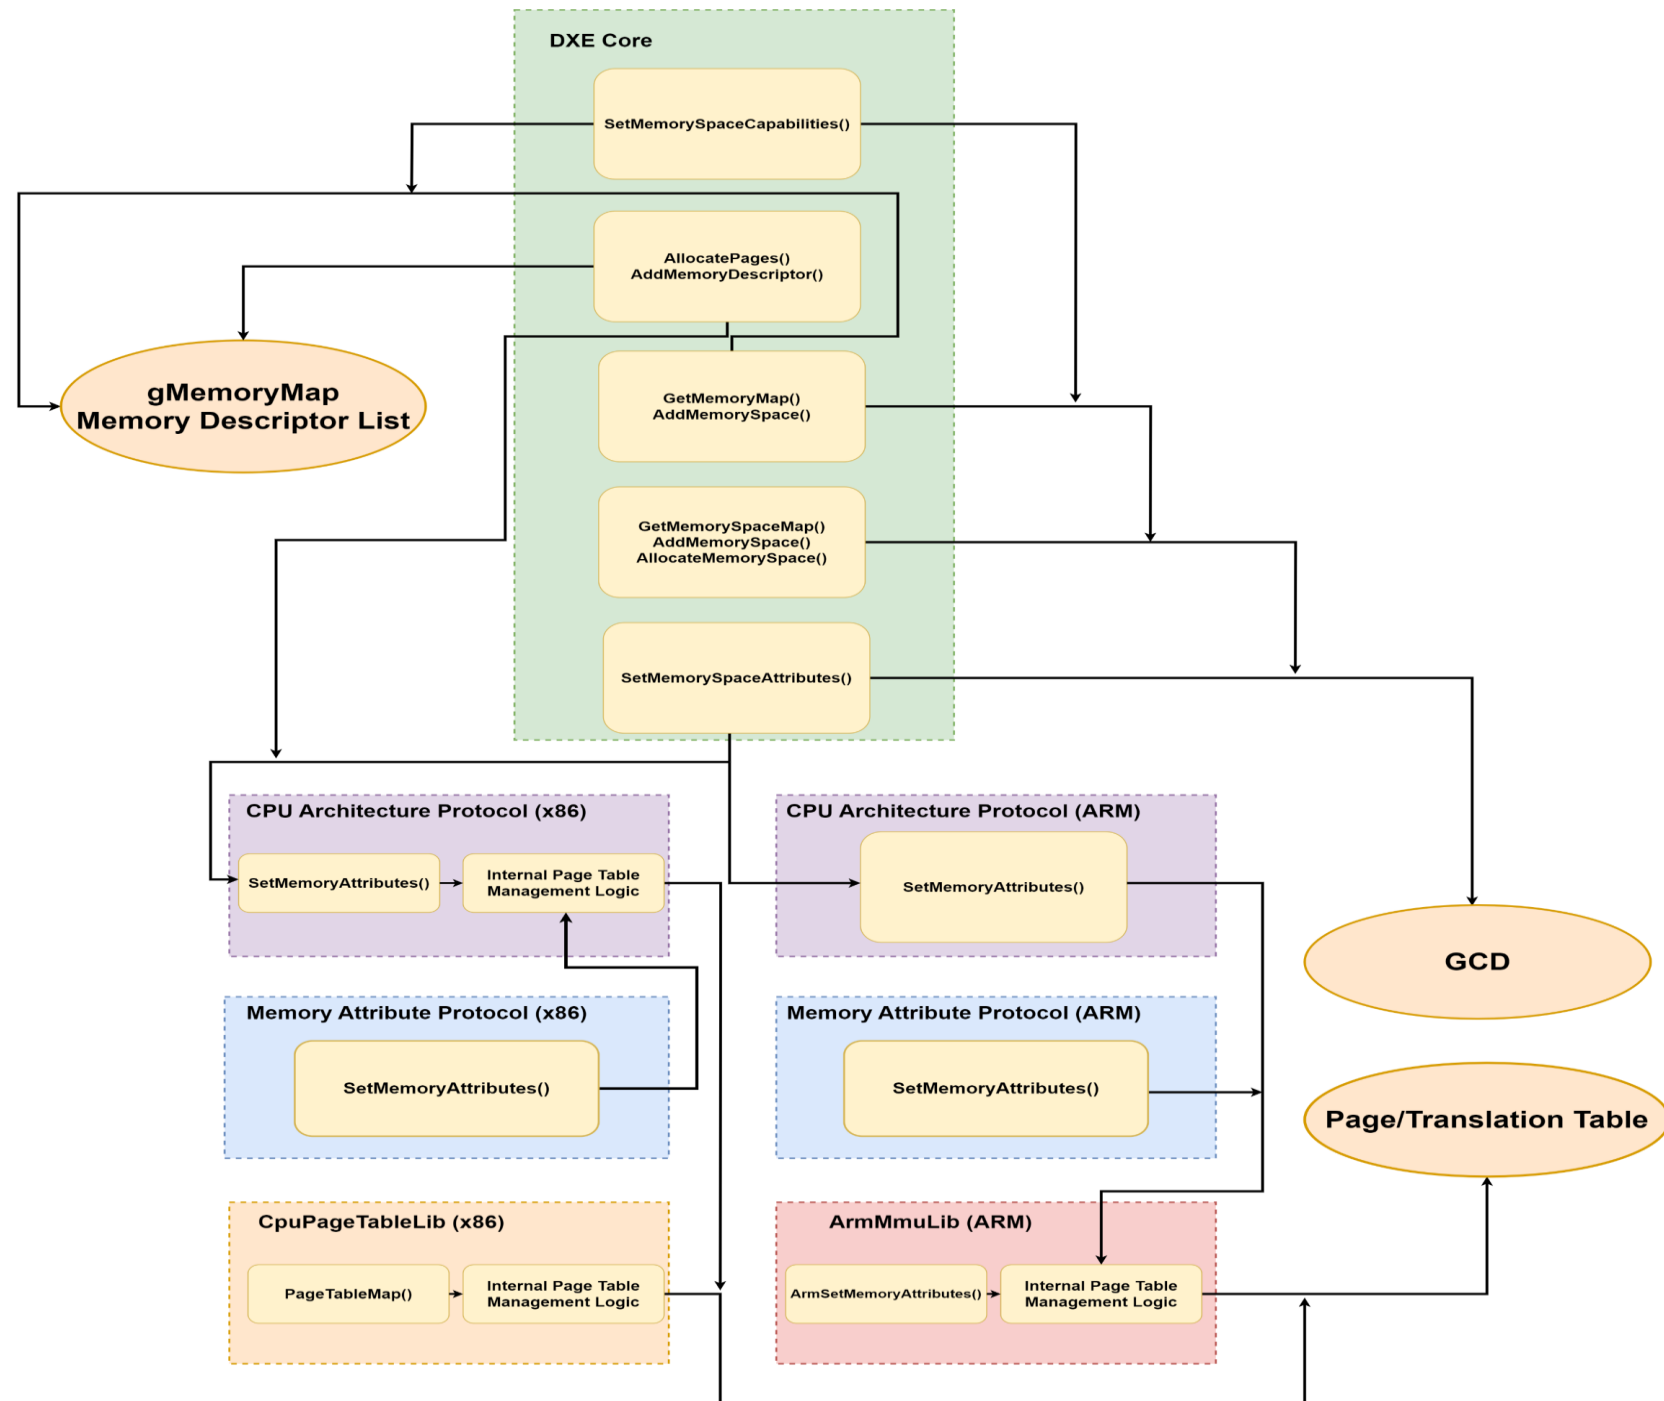 DXE Core
SetMemorySpaceCapabilities()
AllocatePages()
AddMemoryDescriptor()
gMemoryMap
Memory Descriptor List
GetMemoryMap()
AddMemorySpace()
GetMemorySpaceMap()
AddMemorySpace()
AllocateMemorySpace()
SetMemorySpaceAttributes()
CPU Architecture Protocol (x86)
SetMemoryAttributes()
Internal Page Table
Management Logic
CPU Architecture Protocol (ARM)
SetMemoryAttributes()
GCD
Memory Attribute Protocol (x86)
SetMemoryAttributes()
Memory Attribute Protocol (ARM)
SetMemoryAttributes()
Page/Translation Table
CpuPageTableLib (x86)
PageTableMap()
Internal Page Table
Management Logic
ArmMmuLib (ARM)
ArmSetMemoryAttributes()
Internal Page Table
Management Logic